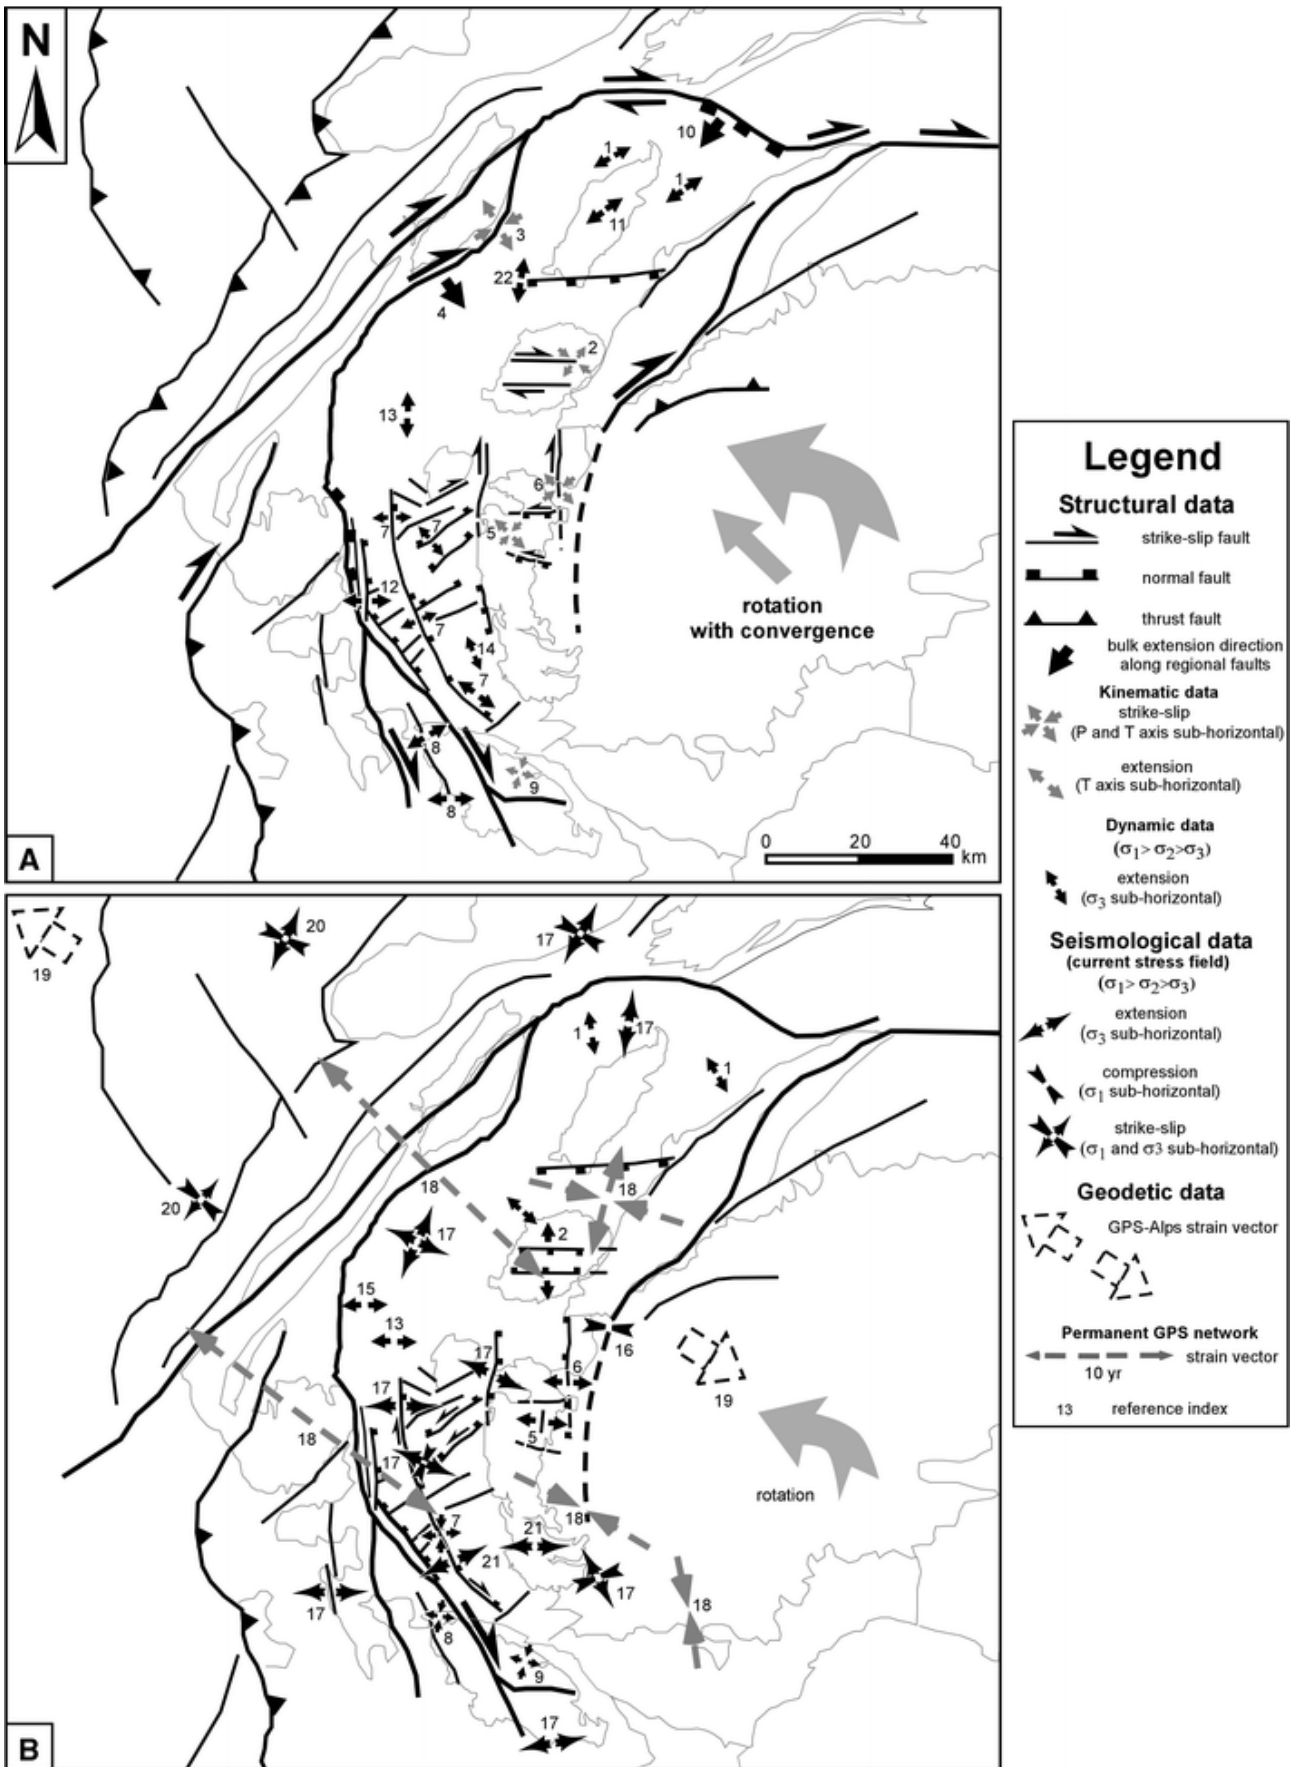 N
10
1
1
11
3
22
4
2
13
6
7
7
5
12
7
14
7
8
9
8
rotation
with convergence
0 20 40
km
A
20
17
19
1
17
1
18
18
20
17
2
15
13
16
17
6
19
17
5
18
17
rotation
18
7
21
21
17
17
18
8
9
17
B
Legend
Structural data
strike-slip fault
normal fault
thrust fault
bulk extension direction
along regional faults
Kinematic data
strike-slip
(P and T axis sub-horizontal)
extension
(T axis sub-horizontal)
Dynamic data
(σ1> σ2>σ3)
extension
(σ3 sub-horizontal)
Seismological data
(current stress field)
(σ1> σ2>σ3)
extension
(σ3 sub-horizontal)
compression
(σ1 sub-horizontal)
strike-slip
(σ1 and σ3 sub-horizontal)
Geodetic data
GPS-Alps strain vector
Permanent GPS network
strain vector
10 yr
13 reference index